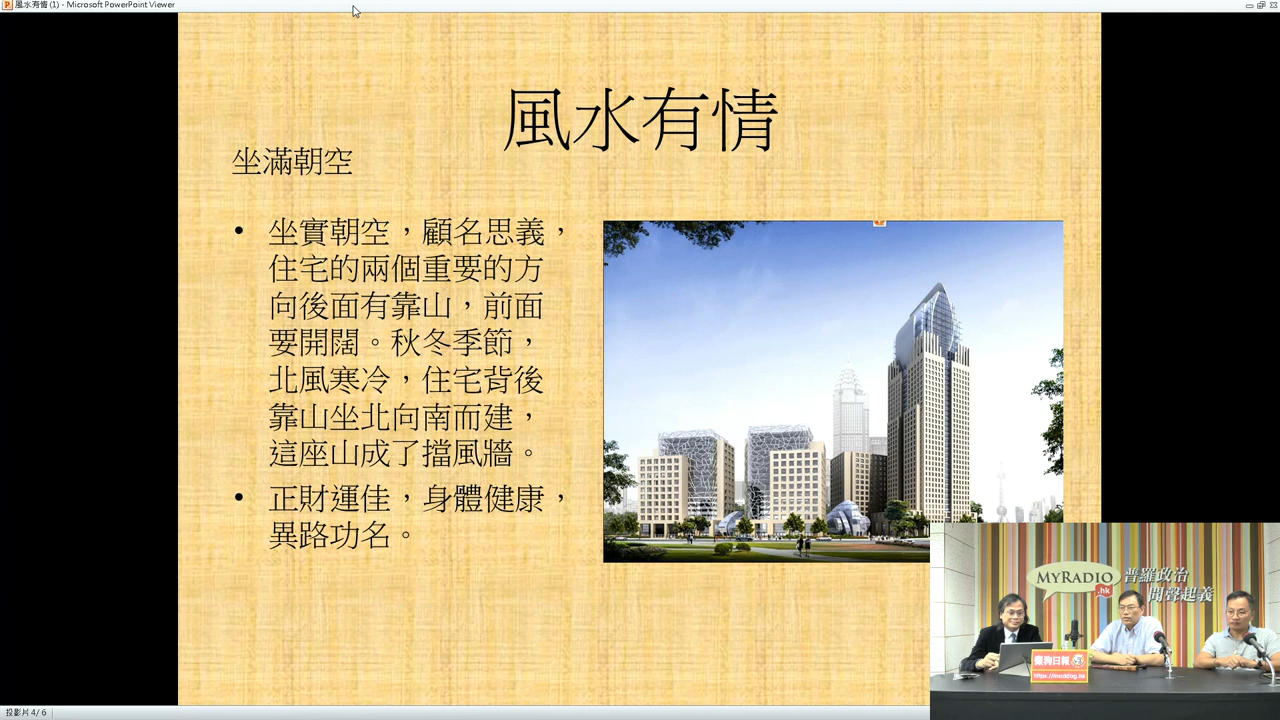 風水有情 (1) - Microsoft PowerPoint Viewer
風水有情
坐滿朝空
• 坐實朝空，顧名思義，
住宅的兩個重要的方
向後面有靠山，前面
要開闊。秋冬季節，
北風寒冷，住宅背後
靠山坐北向南而建，
這座山成了擋風牆。
• 正財運佳，身體健康，
異路功名。
MYRADIO
.hk
普羅政治
聞聲起義
癲狗日報
https://maddog.hk
投影片 4/ 6